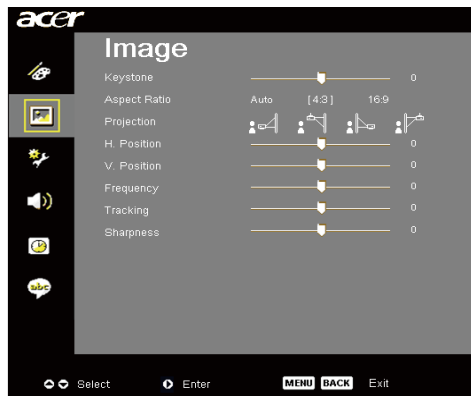 acer
Image
Keystone 0
Aspect Ratio Auto [4:3] 16:9
Projection
H. Position 0
V. Position 0
Frequency 0
Tracking 0
Sharpness 0
abc
Select Enter MENU BACK Exit